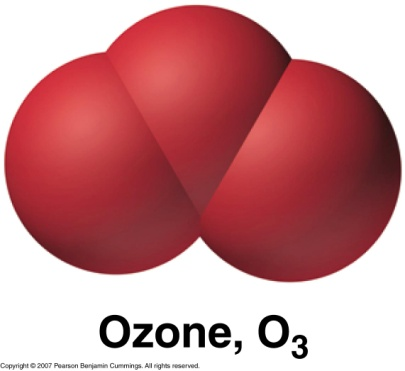 Ozone, O₃
Copyright © 2007 Pearson Benjamin Cummings. All rights reserved.